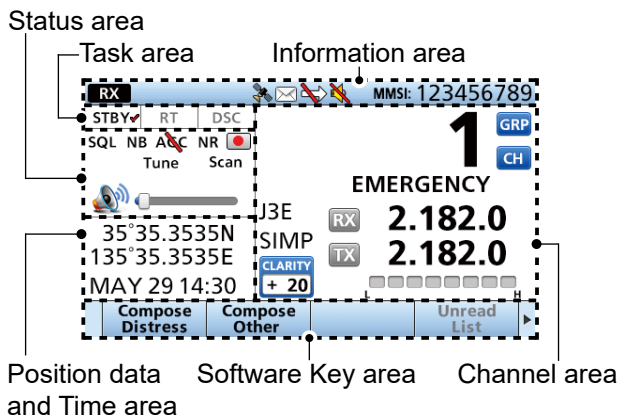 Status area
Task area
Information area
RX
MMSI: 123456789
STBY RT DSC
SQL NB AGC NR
Tune Scan
1 GRP
CH
EMERGENCY
J3E RX 2.182.0
SIMP TX 2.182.0
CLARITY
+ 20
L H
35°35.3535N
135°35.3535E
MAY 29 14:30
Compose Distress
Compose Other
Unread List
Position data
and Time area
Software Key area
Channel area